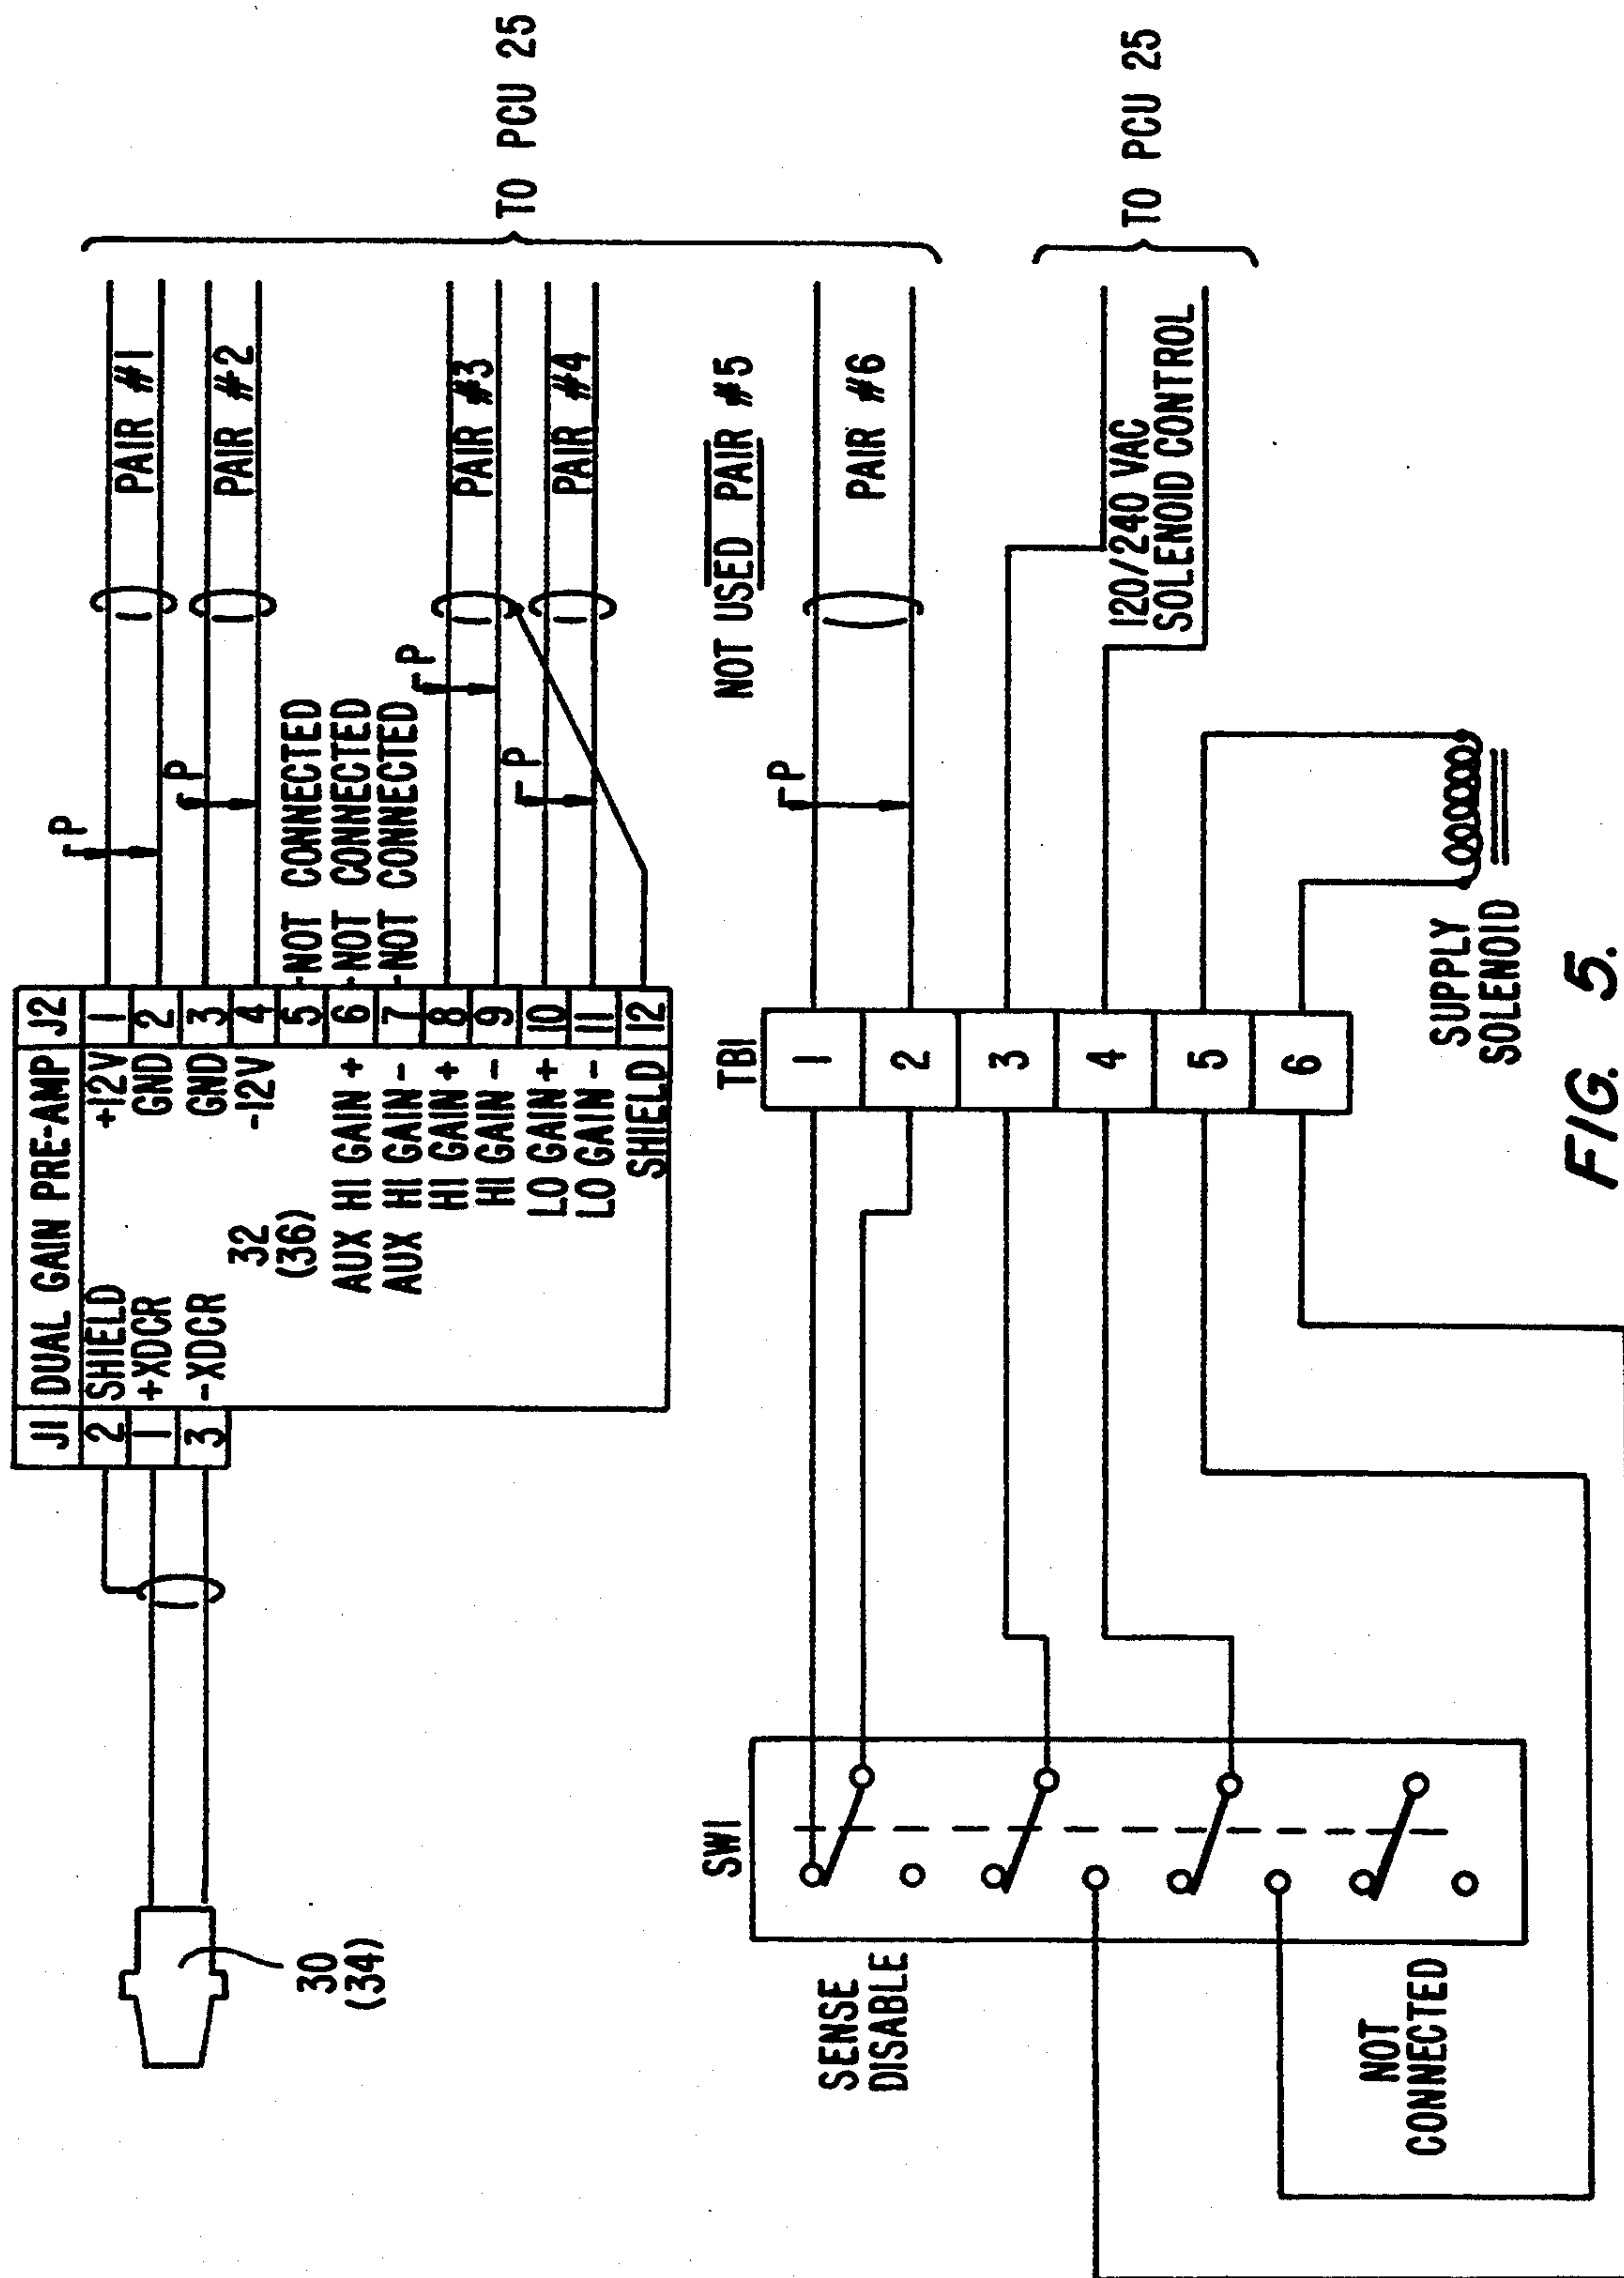 J1 DUAL GAIN PRE-AMP J2
2 SHIELD +12V 1 PAIR #1
1 +XDCR GND 2
3 -XDCR GND 3 PAIR #2
-12V 4
5 NOT CONNECTED
AUX HI GAIN + 6 NOT CONNECTED
AUX HI GAIN - 7 NOT CONNECTED
HI GAIN + 8 PAIR #3
HI GAIN - 9
LO GAIN + 10 PAIR #4
LO GAIN - 11
SHIELD 12
32
(36)
30
(34)
P
P
P
P
P
TO PCU 25
NOT USED PAIR #5
PAIR #6
TB1
1
2
3
4
5
6
120/240 VAC
SOLENOID CONTROL
TO PCU 25
SW1
SENSE
DISABLE
NOT
CONNECTED
SUPPLY
SOLENOID
FIG. 5.